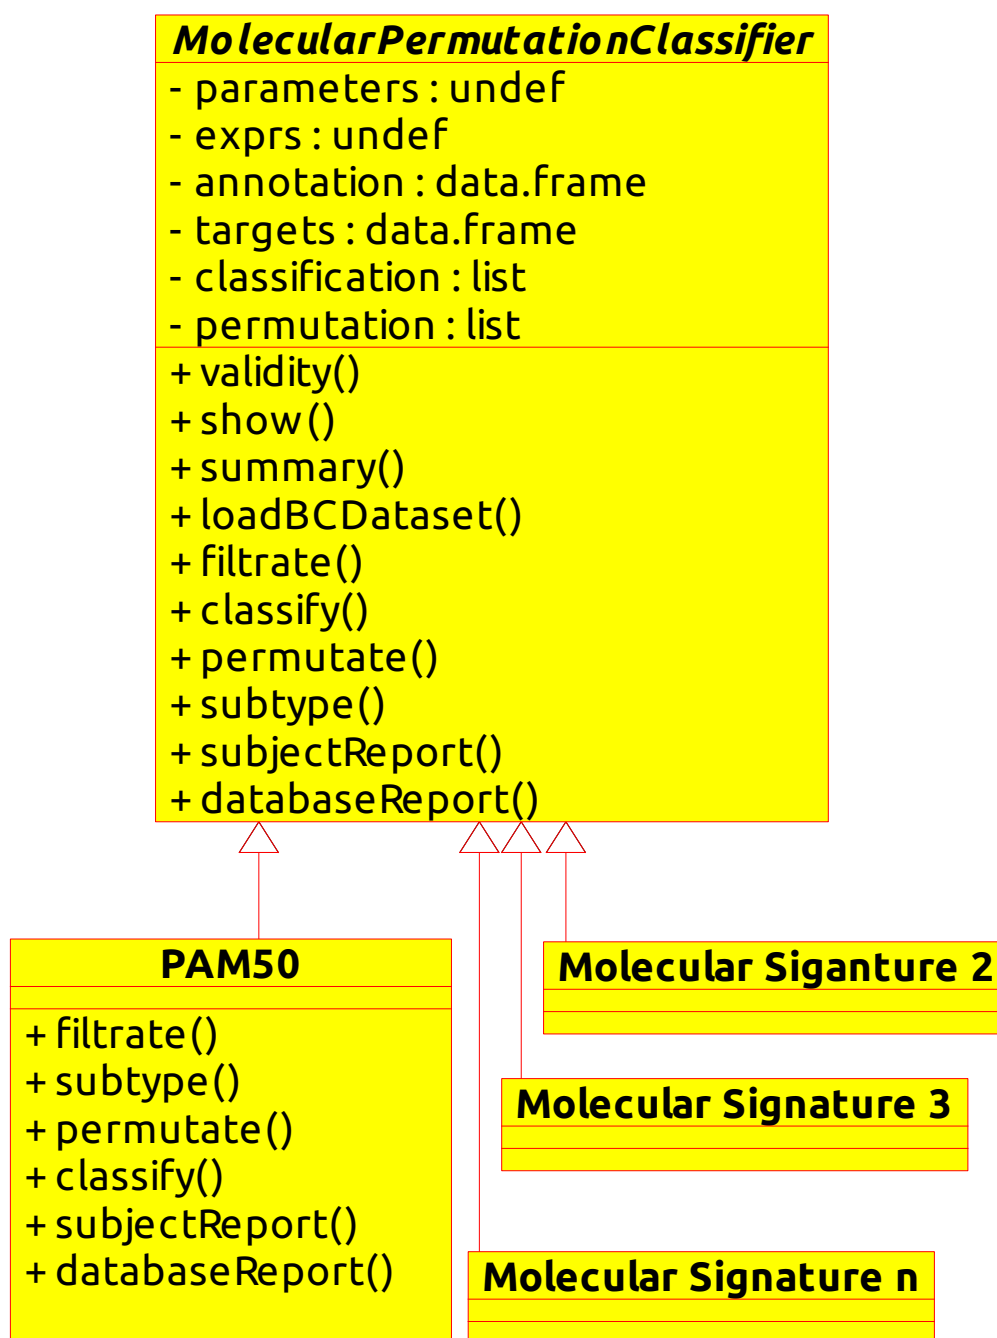 MolecularPermutationClassifier
- parameters : undef
- exprs : undef
- annotation : data.frame
- targets : data.frame
- classification : list
- permutation : list
+ validity()
+ show()
+ summary()
+ loadBCDataset()
+ filtrate()
+ classify()
+ permutate()
+ subtype()
+ subjectReport()
+ databaseReport()
PAM50
+ filtrate()
+ subtype()
+ permutate()
+ classify()
+ subjectReport()
+ databaseReport()
Molecular Siganture 2
Molecular Signature 3
Molecular Signature n